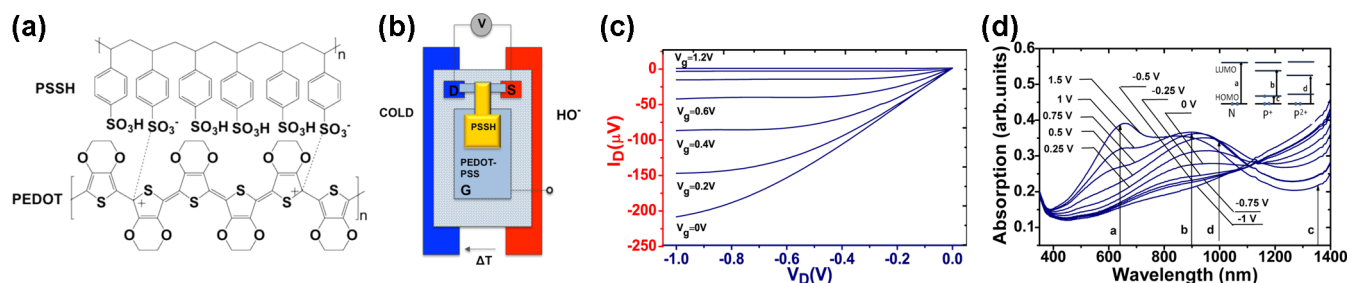 (a)
n
PSSH
SO3H SO3- SO3H SO3H SO3H SO3-
O O O O O O
S S S S S S
+ +
PEDOT
O O O O O O
n
(b)
V
D S
COLD
PSSH
HO-
PEDOT-
PSS
G
ΔT
(c)
ID(µV)
0
-50
-100
-150
-200
-250
Vg=1.2V
Vg=0.6V
Vg=0.4V
Vg=0.2V
Vg=0V
-1.0 -0.8 -0.6 -0.4 -0.2 0.0
VD(V)
(d)
Absorption (arb.units)
0.6
0.5
0.4
0.3
0.2
0.1
1.5 V
1 V
0.75 V
0.5 V
0.25 V
-0.5 V
-0.25 V
0 V
-0.75 V
-1 V
LUMO
HOMO
a b c d
N P+ P2+
a b d c
400 600 800 1000 1200 1400
Wavelength (nm)